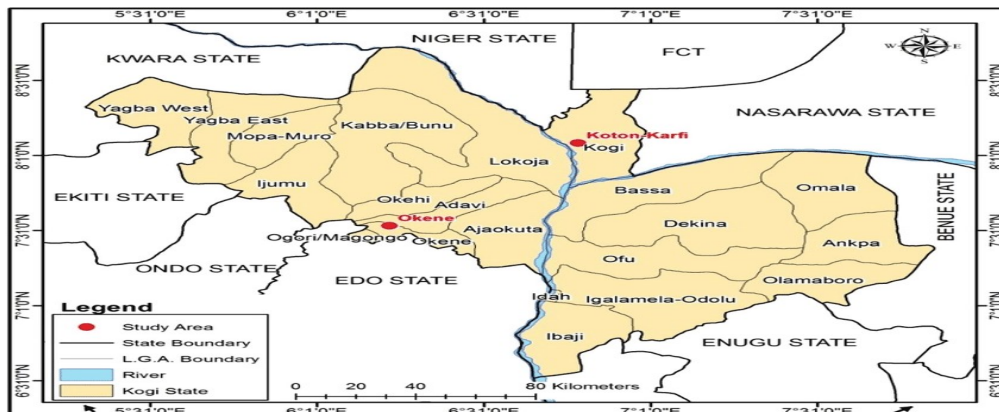 5°31'0"E 6°1'0"E 6°31'0"E 7°1'0"E 7°31'0"E
NIGER STATE
KWARA STATE
FCT
N
W E
S
8°31'0"N
8°31'0"N
NASARAWA STATE
Yagba West
Yagba East
Mopa-Muro
Kabba/Bunu
Koton-Karfi
Kogi
8°1'0"N
8°1'0"N
Lokoja
EKITI STATE
Ijumu
Bassa
Omala
BENUE STATE
Okehi
Adavi
Okene
Dekina
7°31'0"N
7°31'0"N
Ajaokuta
Ogori/Magongo
Okene
Ankpa
ONDO STATE
Ofu
EDO STATE
Olamaboro
Idah
Igalamela-Odolu
7°1'0"N
7°1'0"N
Legend
Study Area
State Boundary
L.G.A. Boundary
River
Kogi State
Ibaji
ENUGU STATE
0 20 40 80 Kilometers
6°31'0"N
6°31'0"N
5°31'0"E 6°1'0"E 6°31'0"E 7°1'0"E 7°31'0"E